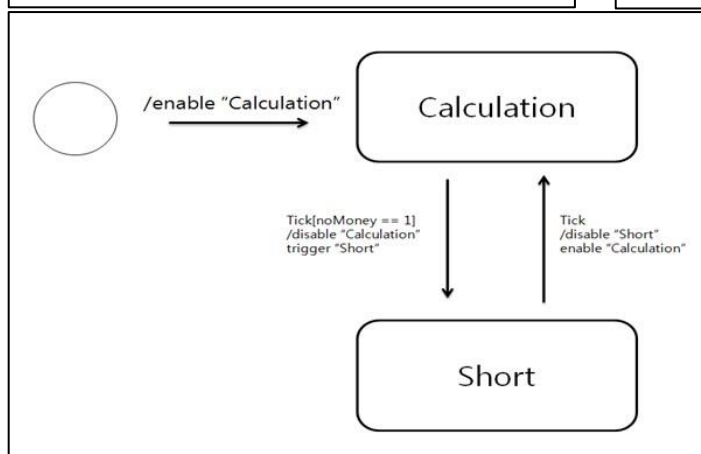 /enable “Calculation”
Calculation
Tick[noMoney == 1]
/disable “Calculation”
trigger “Short”
Tick
/disable “Short”
enable “Calculation”
Short